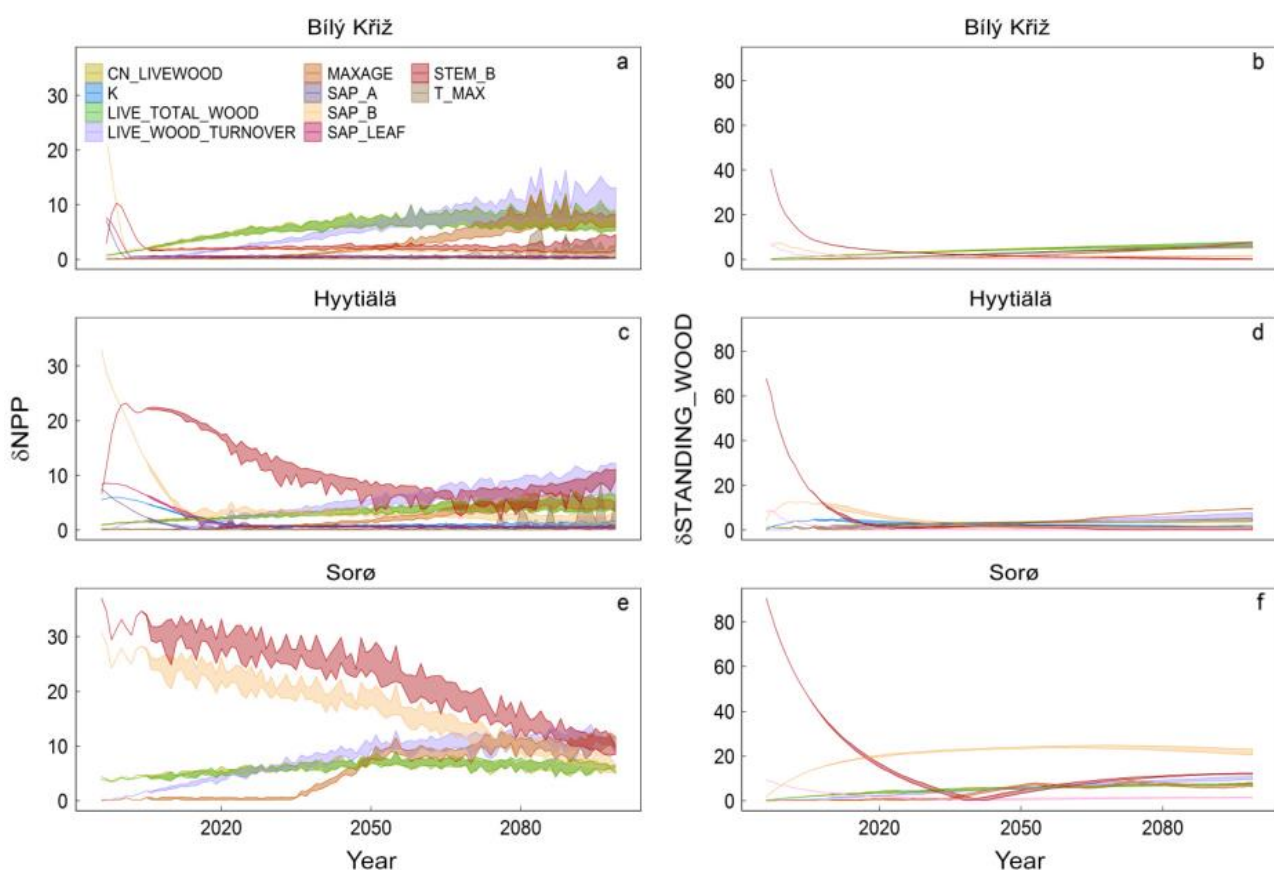 Bílý Kříž
Bílý Kříž
a
b
CN_LIVEWOOD
K
LIVE_TOTAL_WOOD
LIVE_WOOD_TURNOVER
MAXAGE
SAP_A
SAP_B
SAP_LEAF
STEM_B
T_MAX
30
20
10
0
80
60
40
20
0
Hyytiälä
Hyytiälä
c
d
30
20
10
0
80
60
40
20
0
δNPP
δSTANDING_WOOD
Sorø
Sorø
e
f
30
20
10
0
80
60
40
20
0
2020 2050 2080
2020 2050 2080
Year
Year